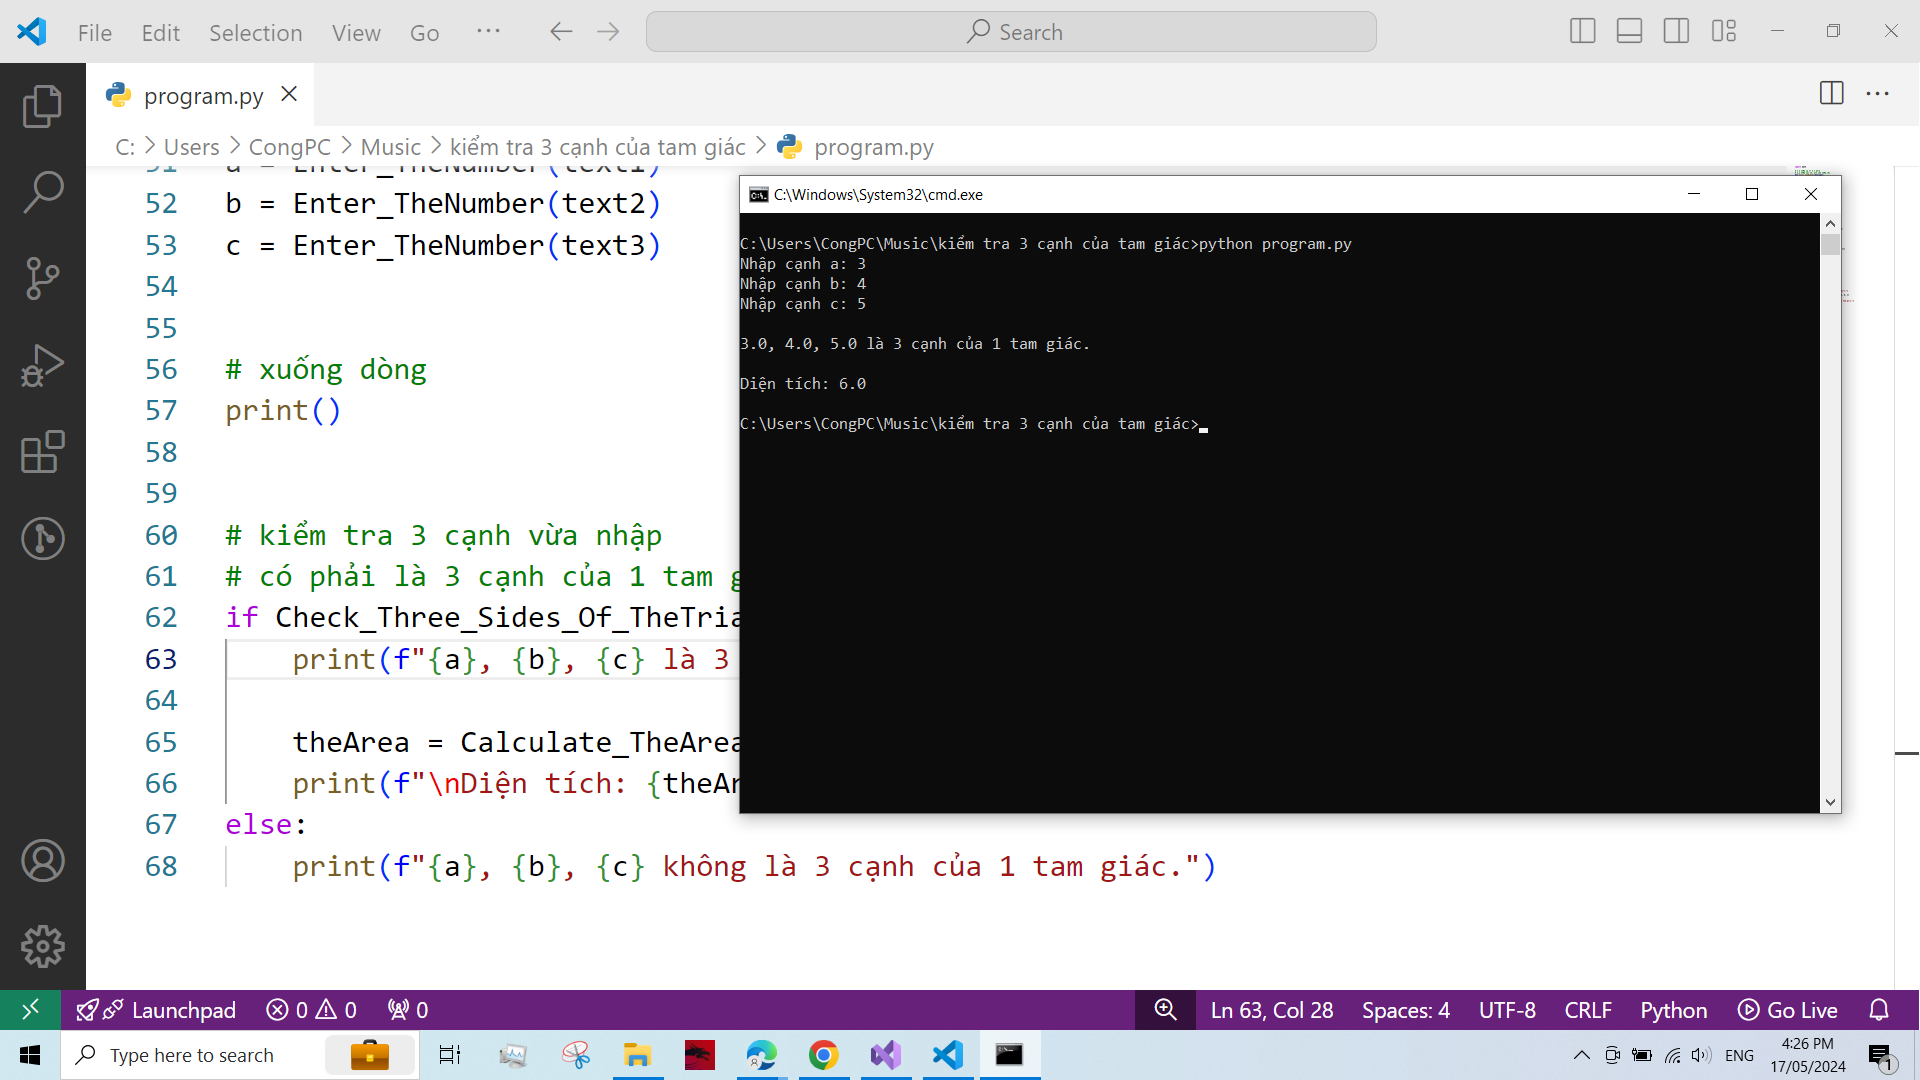 File Edit Selection View Go ··· Search
program.py
C: > Users > CongPC > Music > kiểm tra 3 cạnh của tam giác > program.py
51 a = Enter_TheNumber(text1)
52 b = Enter_TheNumber(text2)
53 c = Enter_TheNumber(text3)
54
55
56 # xuống dòng
57 print()
58
59
60 # kiểm tra 3 cạnh vừa nhập
61 # có phải là 3 cạnh của 1 tam g
62 if Check_Three_Sides_Of_TheTria
63 print(f"{a}, {b}, {c} là 3
64
65 theArea = Calculate_TheArea
66 print(f"\nDiện tích: {theAr
67 else:
68 print(f"{a}, {b}, {c} không là 3 cạnh của 1 tam giác.")
C:\Windows\System32\cmd.exe
C:\Users\CongPC\Music\kiểm tra 3 cạnh của tam giác>python program.py
Nhập cạnh a: 3
Nhập cạnh b: 4
Nhập cạnh c: 5
3.0, 4.0, 5.0 là 3 cạnh của 1 tam giác.
Diện tích: 6.0
C:\Users\CongPC\Music\kiểm tra 3 cạnh của tam giác>
Launchpad 0 0 0 Ln 63, Col 28 Spaces: 4 UTF-8 CRLF Python Go Live
Type here to search ENG 4:26 PM
17/05/2024 1